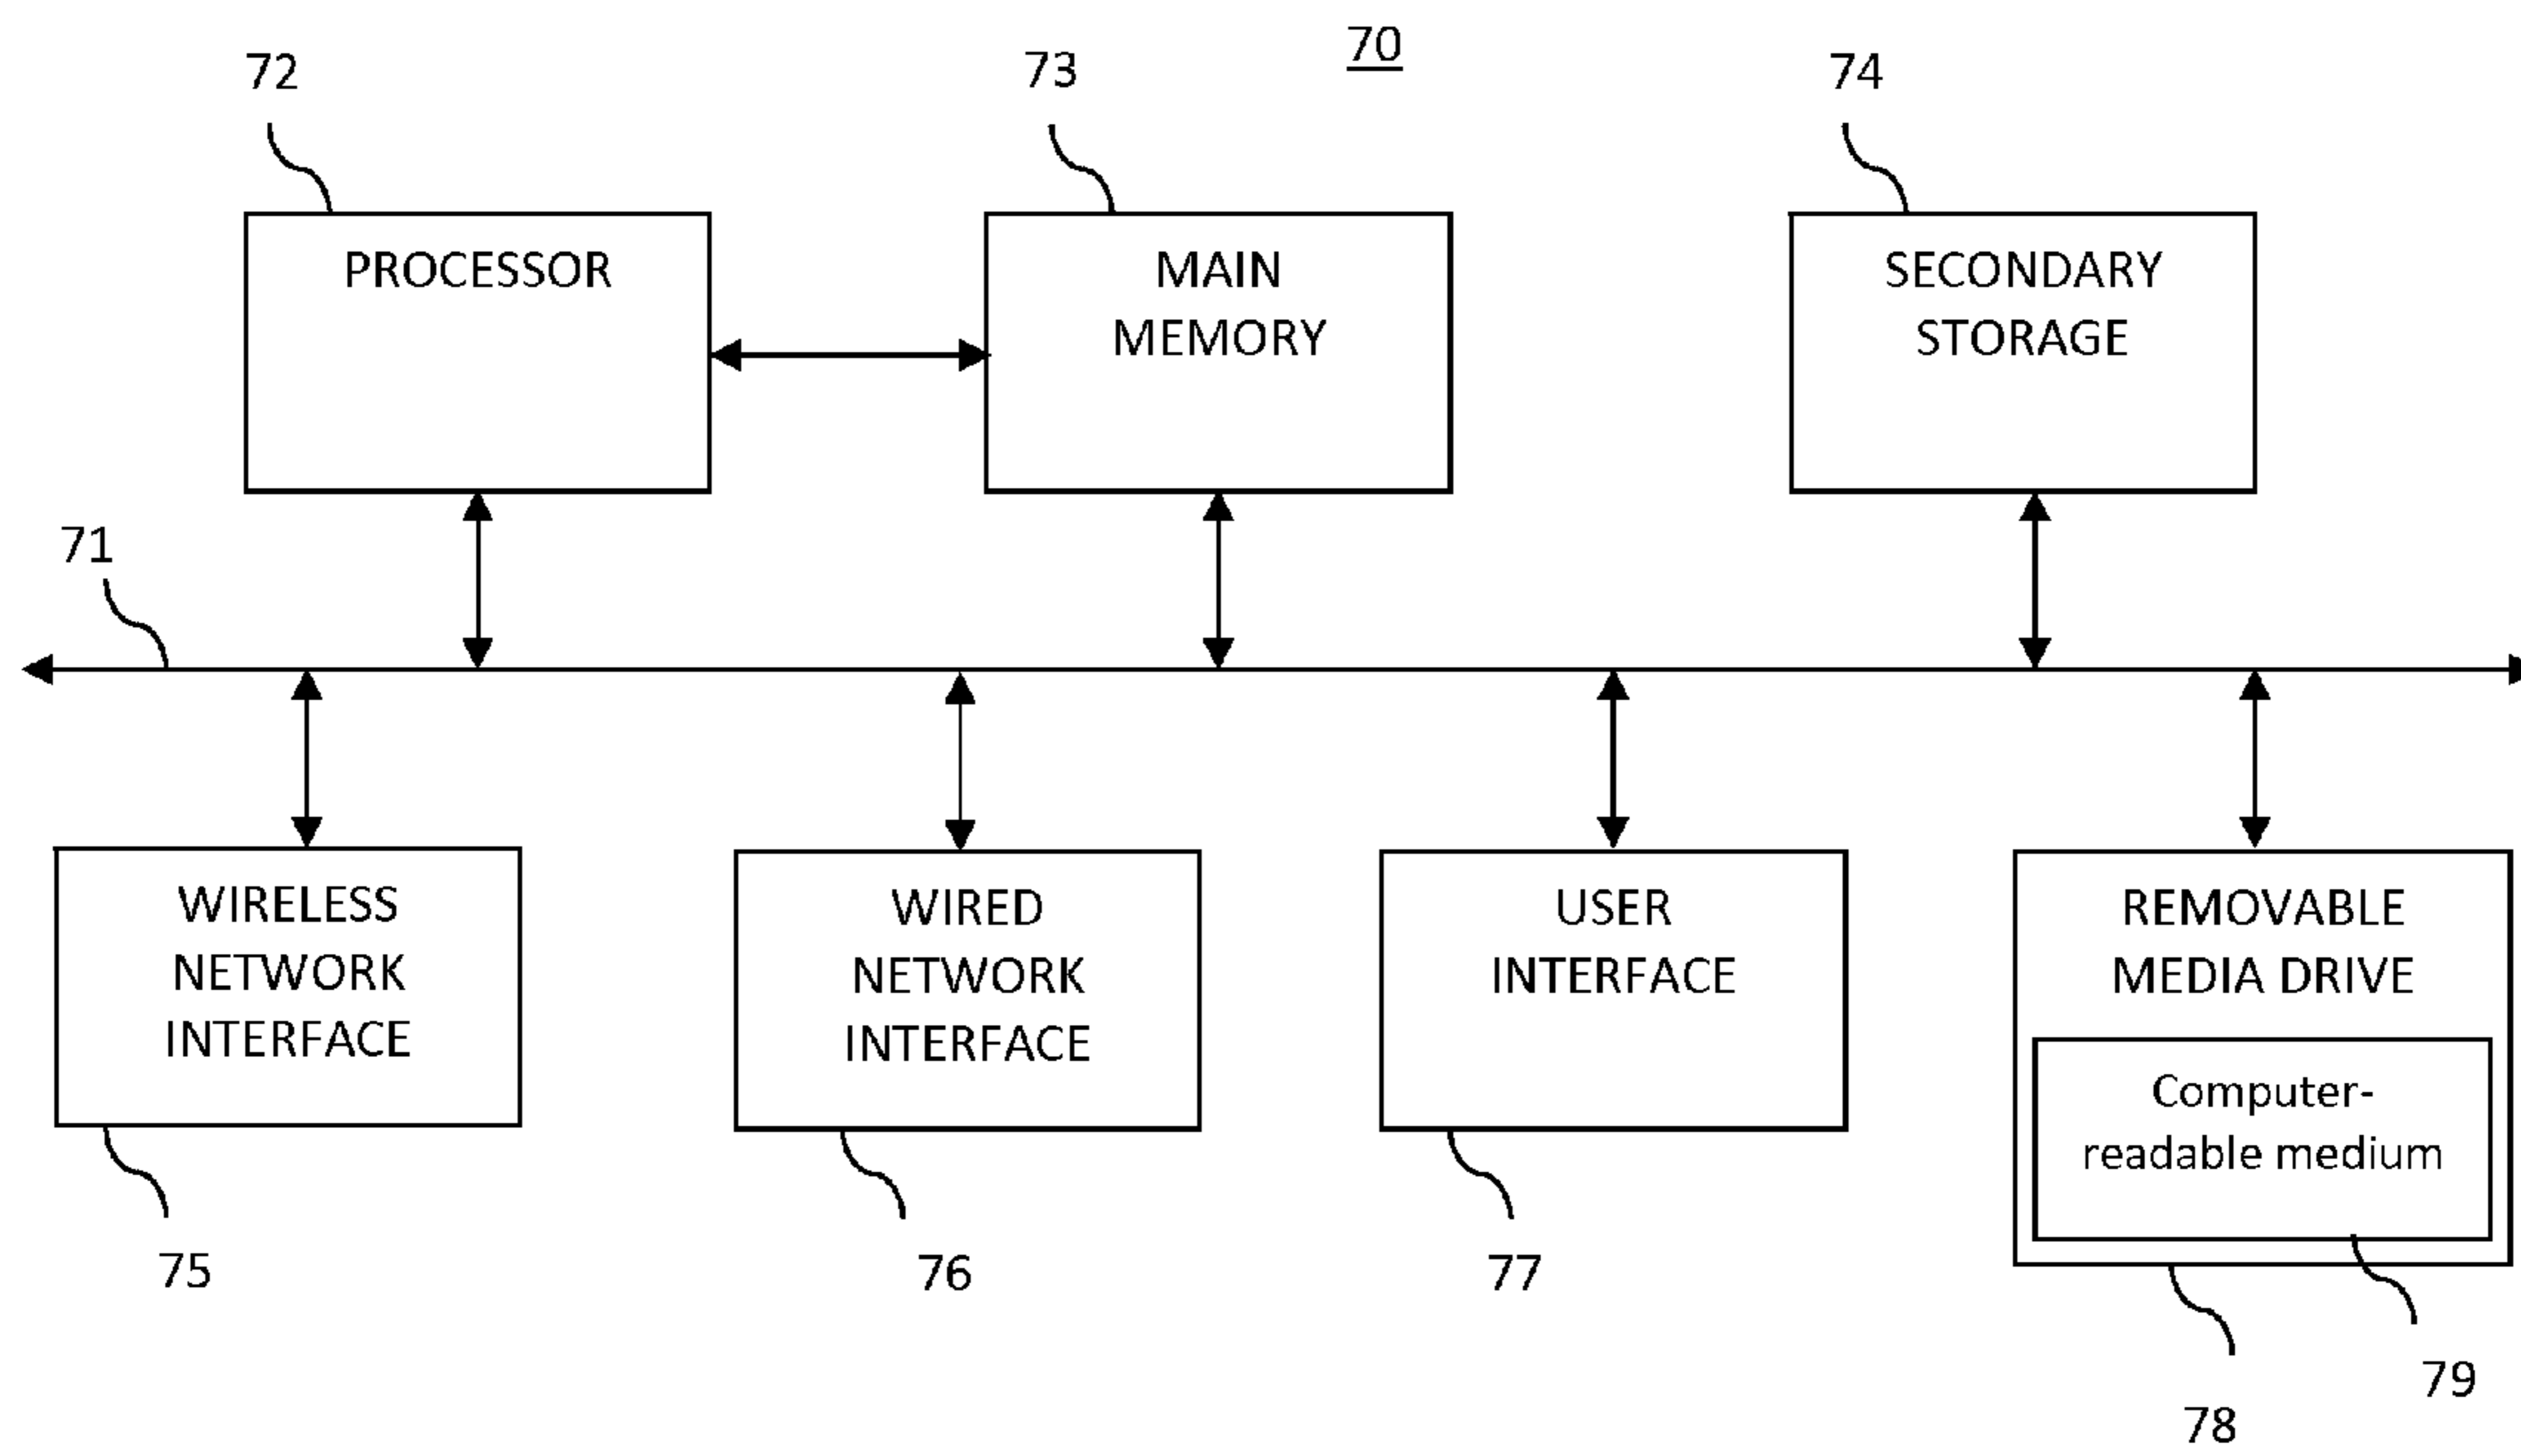 70
72
73
74
PROCESSOR
MAIN
MEMORY
SECONDARY
STORAGE
71
WIRELESS
NETWORK
INTERFACE
WIRED
NETWORK
INTERFACE
USER
INTERFACE
REMOVABLE
MEDIA DRIVE
Computer-
readable medium
75
76
77
79
78